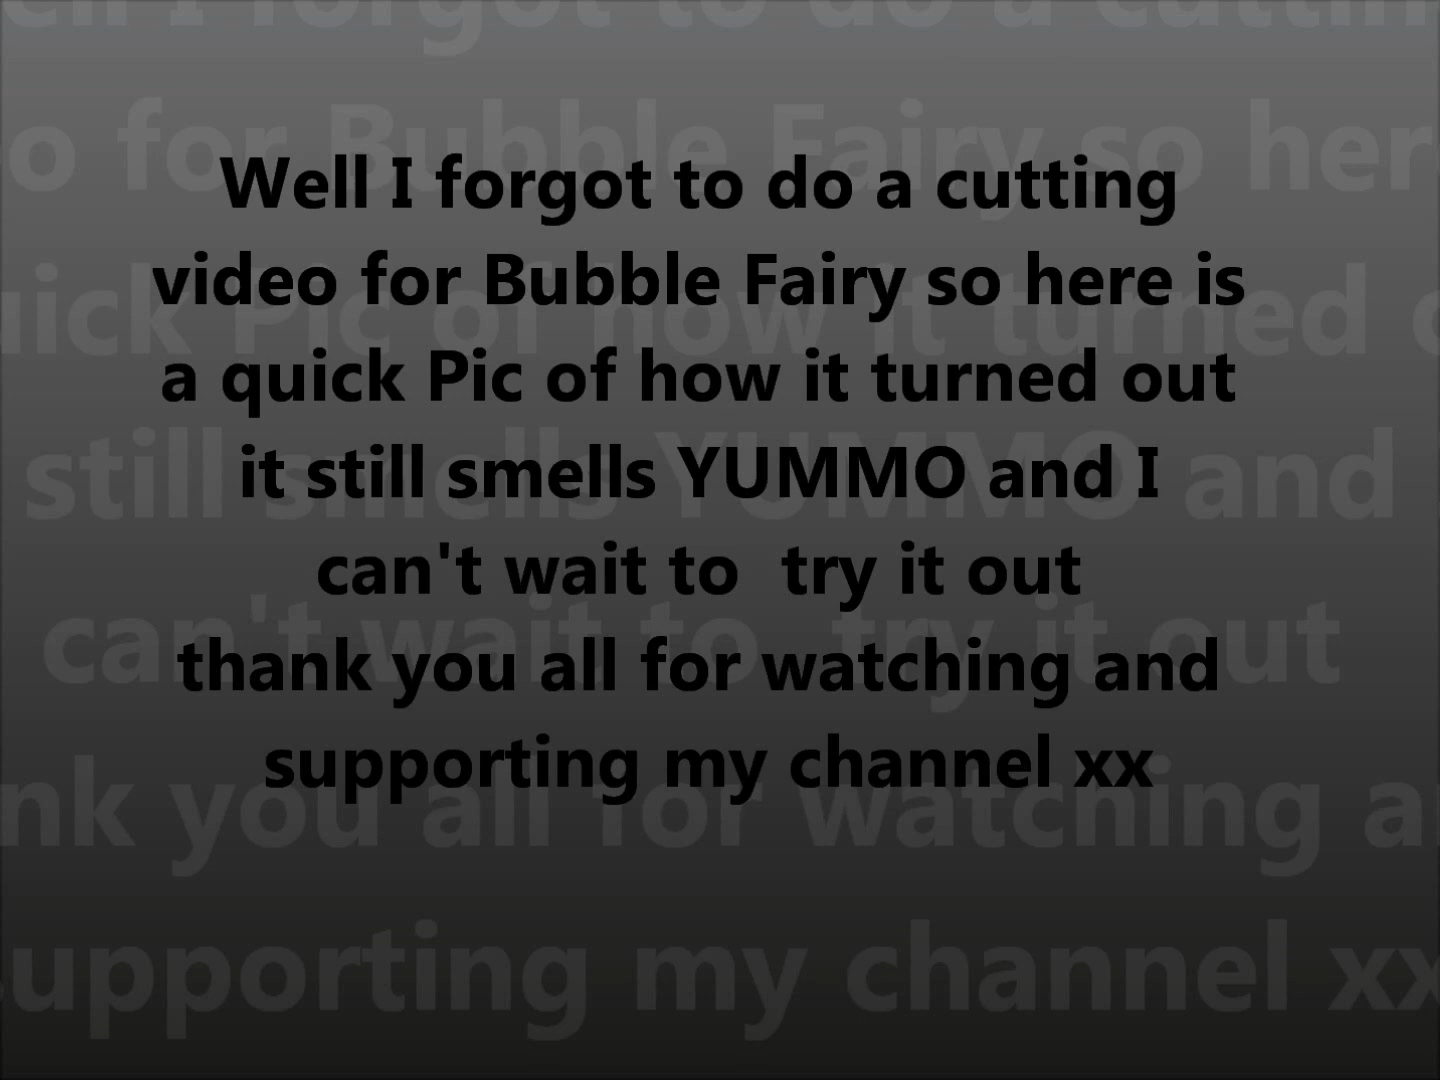 Well I forgot to do a cutting
video for Bubble Fairy so here is
a quick Pic of how it turned out
it still smells YUMMO and I
can't wait to  try it out
thank you all for watching and
supporting my channel xx